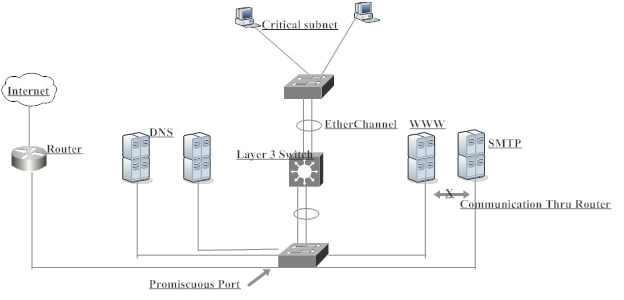 Critical subnet
Internet
EtherChannel
WWW
DNS
SMTP
Router
Layer 3 Switch
X
Communication Thru Router
Promiscuous Port